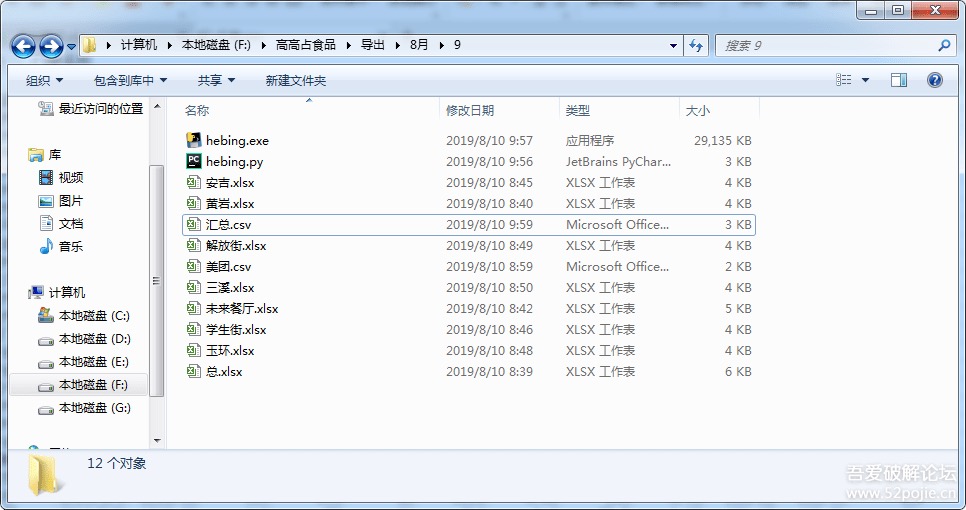 计算机 本地磁盘 (F:) 高高占食品 导出 8月 9 搜索 9
组织 包含到库中 共享 新建文件夹
最近访问的位置
库
视频
图片
文档
音乐
计算机
本地磁盘 (C:)
本地磁盘 (D:)
本地磁盘 (E:)
本地磁盘 (F:)
本地磁盘 (G:)
名称 修改日期 类型 大小
hebing.exe 2019/8/10 9:57 应用程序 29,135 KB
hebing.py 2019/8/10 9:56 JetBrains PyChar... 3 KB
安吉.xlsx 2019/8/10 8:45 XLSX 工作表 4 KB
黄岩.xlsx 2019/8/10 8:40 XLSX 工作表 4 KB
汇总.csv 2019/8/10 9:59 Microsoft Office... 3 KB
解放街.xlsx 2019/8/10 8:49 XLSX 工作表 4 KB
美团.csv 2019/8/10 8:59 Microsoft Office... 2 KB
三溪.xlsx 2019/8/10 8:50 XLSX 工作表 4 KB
未来餐厅.xlsx 2019/8/10 8:42 XLSX 工作表 5 KB
学生街.xlsx 2019/8/10 8:46 XLSX 工作表 4 KB
玉环.xlsx 2019/8/10 8:48 XLSX 工作表 4 KB
总.xlsx 2019/8/10 8:39 XLSX 工作表 6 KB
12 个对象
吾爱破解论坛
www.52pojie.cn